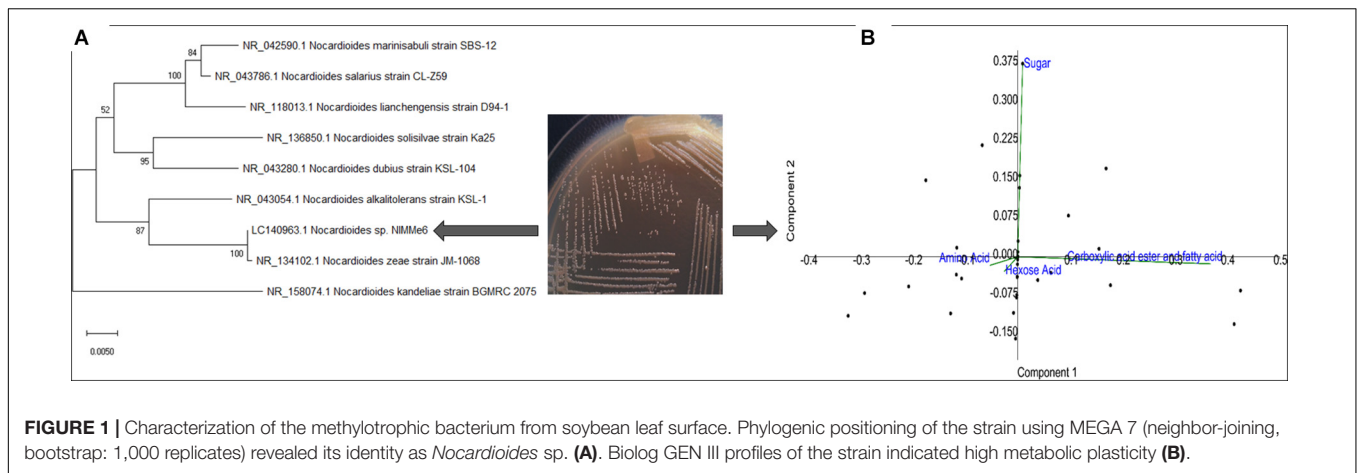 A
B
84
NR_042590.1 Nocardioides marinisabuli strain SBS-12
100
NR_043786.1 Nocardioides salarius strain CL-Z59
52
NR_118013.1 Nocardioides lianchengensis strain D94-1
NR_136850.1 Nocardioides solisilvae strain Ka25
95
NR_043280.1 Nocardioides dubius strain KSL-104
NR_043054.1 Nocardioides alkalitolerans strain KSL-1
87
LC140963.1 Nocardioides sp. NIMMe6
100
NR_134102.1 Nocardioides zeae strain JM-1068
NR_158074.1 Nocardioides kandeliae strain BGMRC 2075
0.0050
0.375
Sugar
0.300
0.225
0.150
0.075
0.000
-0.075
-0.150
Component 2
-0.4 -0.3 -0.2 -0.1 0.1 0.2 0.3 0.4 0.5
Amino Acid
Carboxylic acid ester and fatty acid
Hexose Acid
Component 1
FIGURE 1 | Characterization of the methylotrophic bacterium from soybean leaf surface. Phylogenic positioning of the strain using MEGA 7 (neighbor-joining,
bootstrap: 1,000 replicates) revealed its identity as Nocardioides sp. (A). Biolog GEN III profiles of the strain indicated high metabolic plasticity (B).